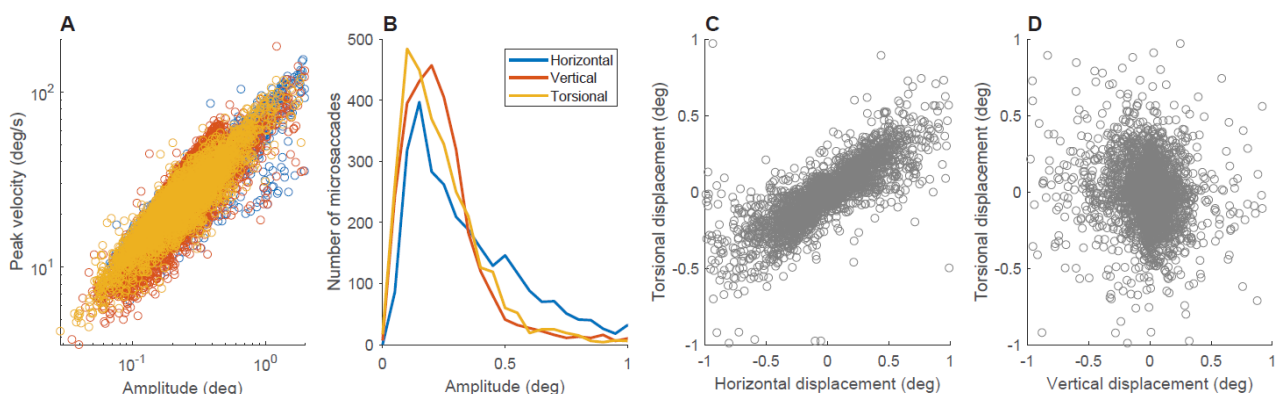 A
Peak velocity (deg/s)
10²
10¹
10⁻¹
10⁰
Amplitude (deg)
B
Number of microsaccades
500
400
300
200
100
0
Horizontal
Vertical
Torsional
0
0.5
1
Amplitude (deg)
C
Torsional displacement (deg)
1
0.5
0
-0.5
-1
-1
-0.5
0
0.5
1
Horizontal displacement (deg)
D
Torsional displacement (deg)
1
0.5
0
-0.5
-1
-1
-0.5
0
0.5
1
Vertical displacement (deg)